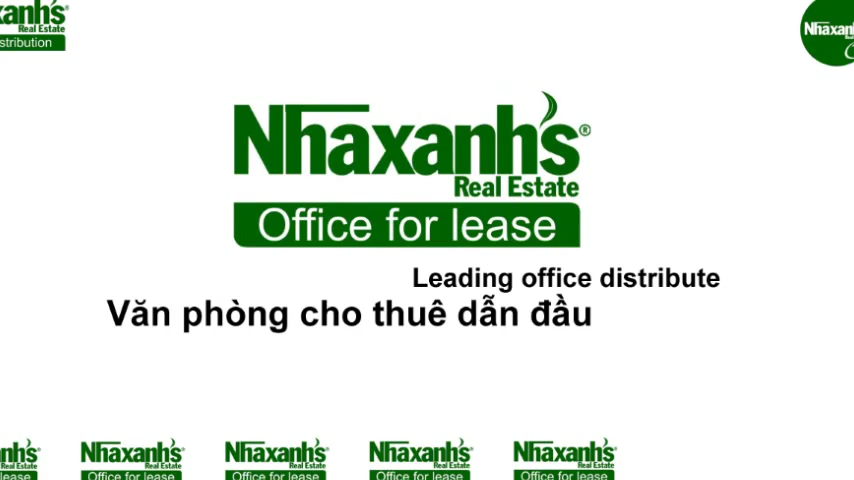 Real Estate
Nhaxanh's®
Real Estate
Office for lease
Leading office distribute
Văn phòng cho thuê dẫn đầu
Nhaxanh's
Real Estate
Office for lease
Nhaxanh's
Real Estate
Office for lease
Nhaxanh's
Real Estate
Office for lease
Nhaxanh's
Real Estate
Office for lease